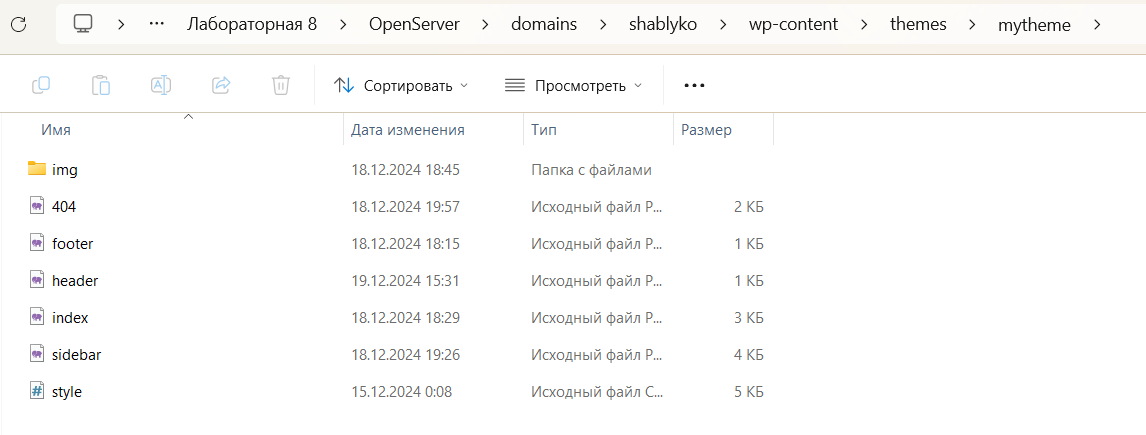 ··· Лабораторная 8 OpenServer domains shablyko wp-content themes mytheme
Сортировать Просмотреть ···
Имя Дата изменения Тип Размер
img 18.12.2024 18:45 Папка с файлами
404 18.12.2024 19:57 Исходный файл P... 2 КБ
footer 18.12.2024 18:15 Исходный файл P... 1 КБ
header 19.12.2024 15:31 Исходный файл P... 1 КБ
index 18.12.2024 18:29 Исходный файл P... 3 КБ
sidebar 18.12.2024 19:26 Исходный файл P... 4 КБ
style 15.12.2024 0:08 Исходный файл C... 5 КБ